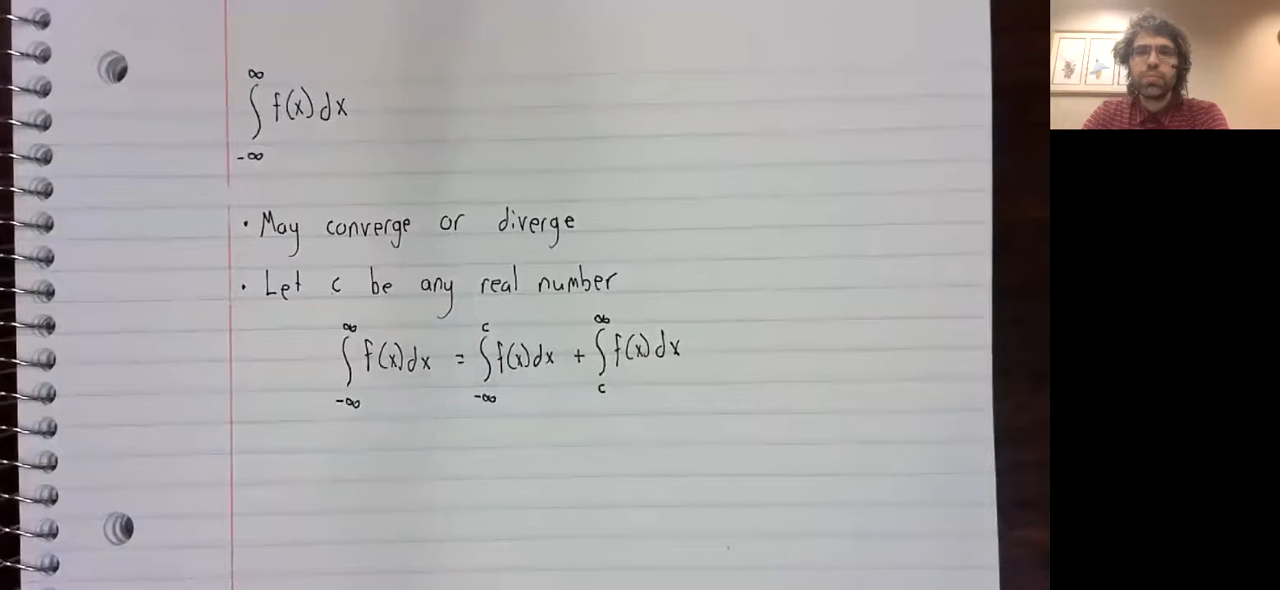 ∞
∫ f(x) dx
-∞
• May converge or diverge
• Let c be any real number
∞ c ∞
∫ f(x) dx = ∫ f(x) dx + ∫ f(x) dx
-∞ -∞ c